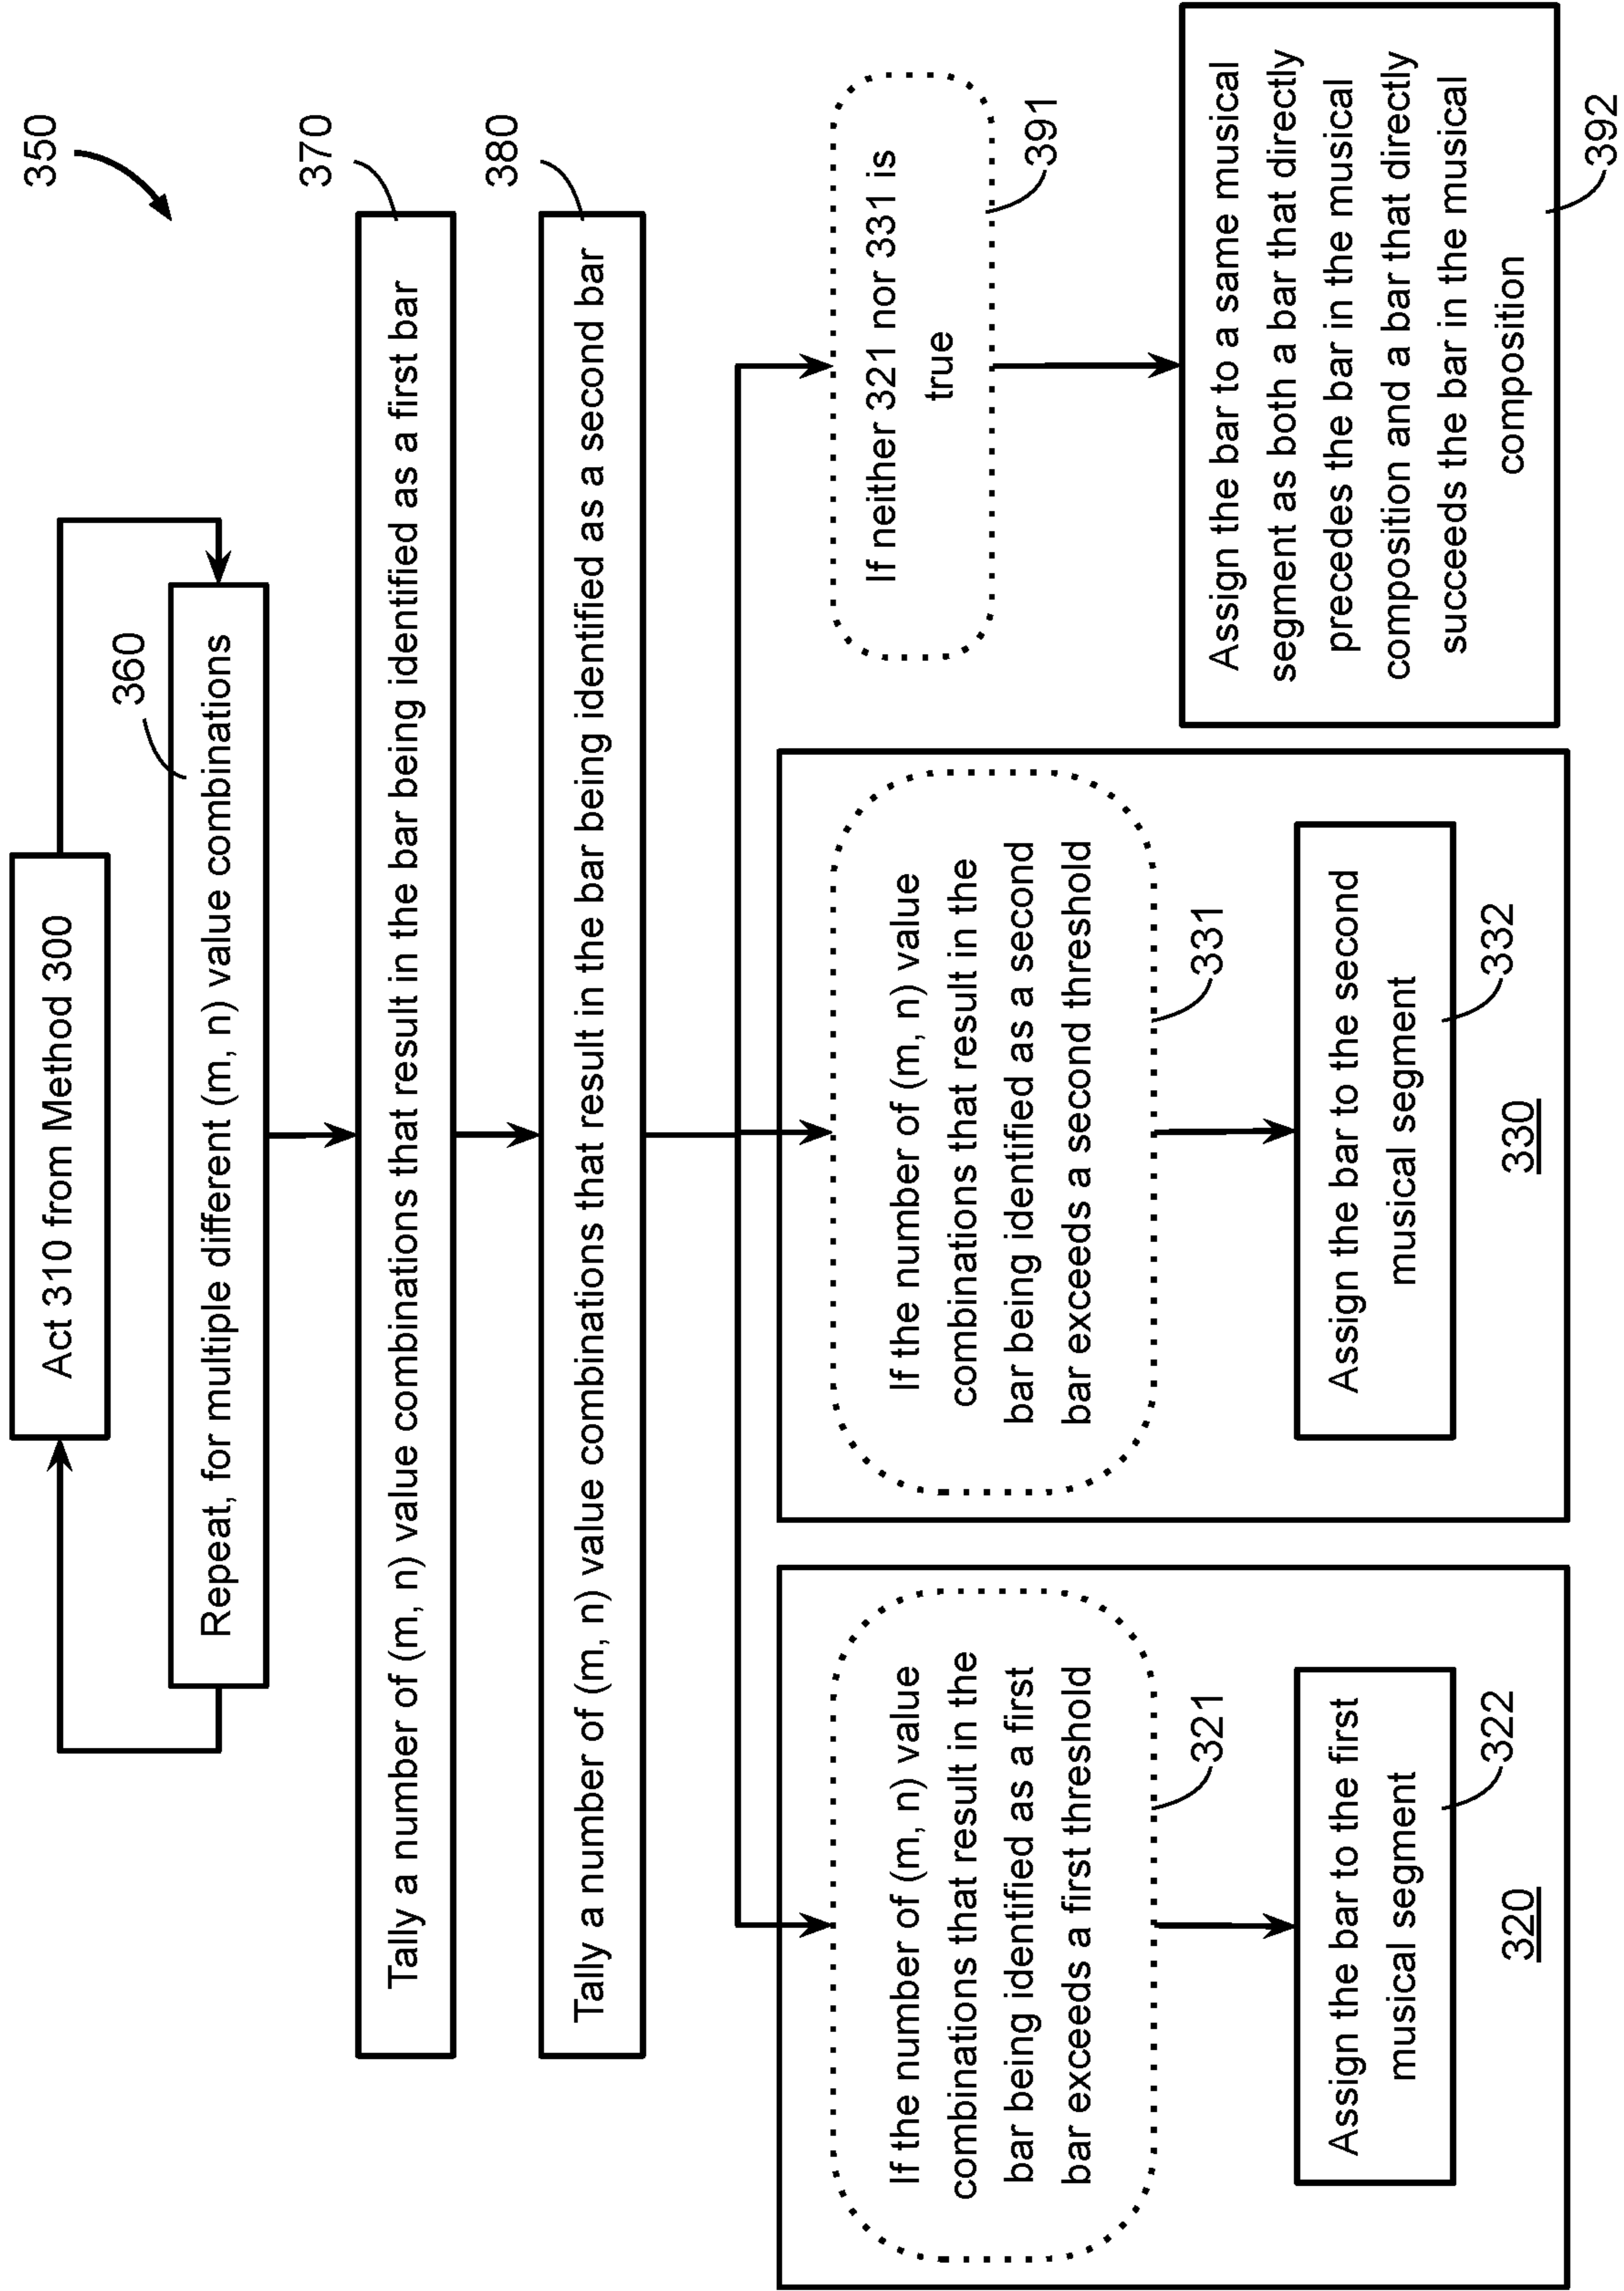 350
Act 310 from Method 300
360
Repeat, for multiple different (m, n) value combinations
370
Tally a number of (m, n) value combinations that result in the bar being identified as a first bar
380
Tally a number of (m, n) value combinations that result in the bar being identified as a second bar
If the number of (m, n) value
combinations that result in the
bar being identified as a first
bar exceeds a first threshold
321
Assign the bar to the first
musical segment
322
320
If the number of (m, n) value
combinations that result in the
bar being identified as a second
bar exceeds a second threshold
331
Assign the bar to the second
musical segment
332
330
If neither 321 nor 331 is
true
391
Assign the bar to a same musical
segment as both a bar that directly
precedes the bar in the musical
composition and a bar that directly
succeeds the bar in the musical
composition
392